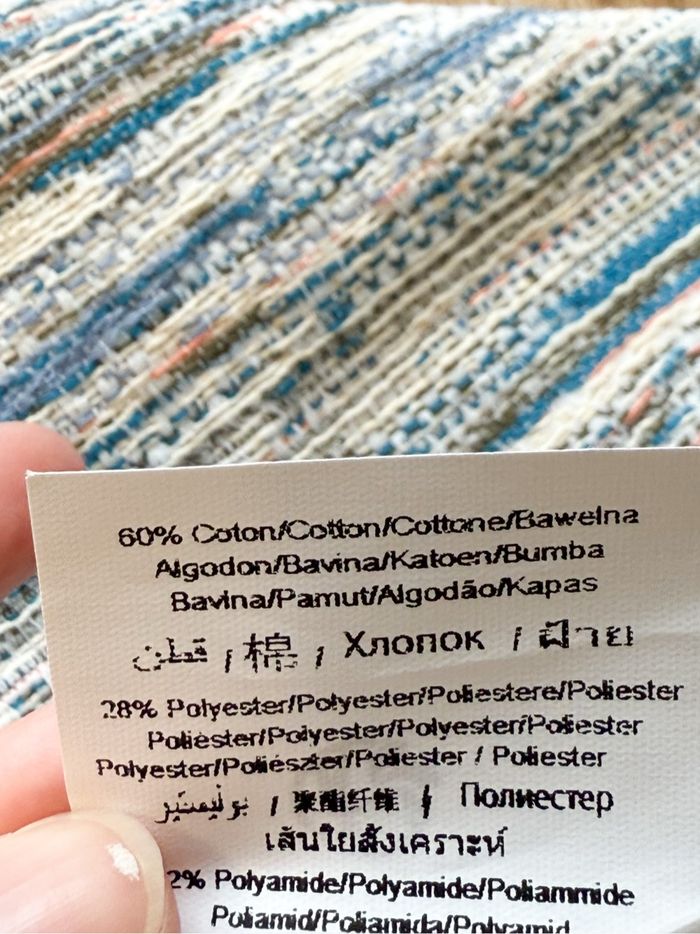 60% Coton/Cotton/Cottone/Bawelna
Algodon/Bavina/Katoen/Bumba
Bavlna/Pamut/Algodão/Kapas
قطن / 棉 / Хлопок / ฝ้าย
28% Polyester/Polyester/Poliestere/Poliester
Poliester/Polyester/Polyester/Poliester
Polyester/Poliészter/Poliester / Poliester
/ 聚酯纤维 / Полиестер
เส้นใยสังเคราะห์
2% Polyamide/Polyamide/Poliammide
Poliamid/Poliamida/Polyamid